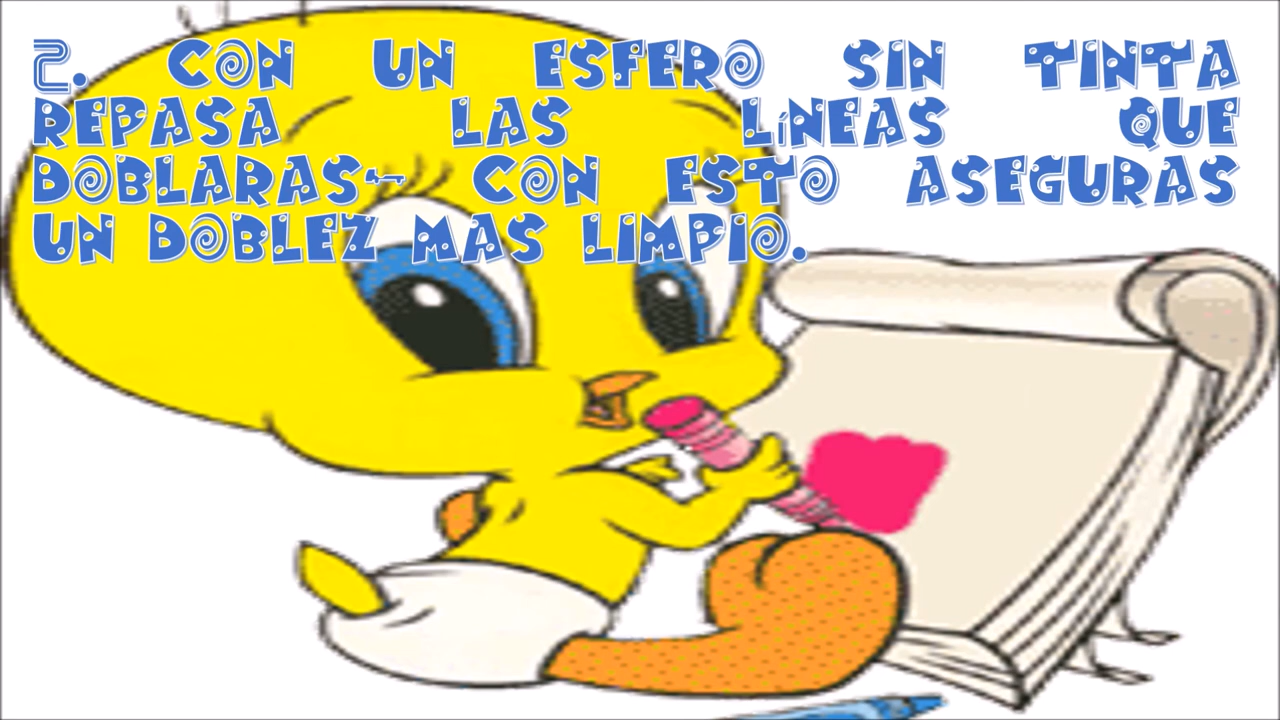 2. CON UN ESFERO SIN TINTA
REPASA LAS LíNEAS QUE
DOBLARAS- CON ESTO ASEGURAS
UN DOBLEZ MAS LIMPIO.